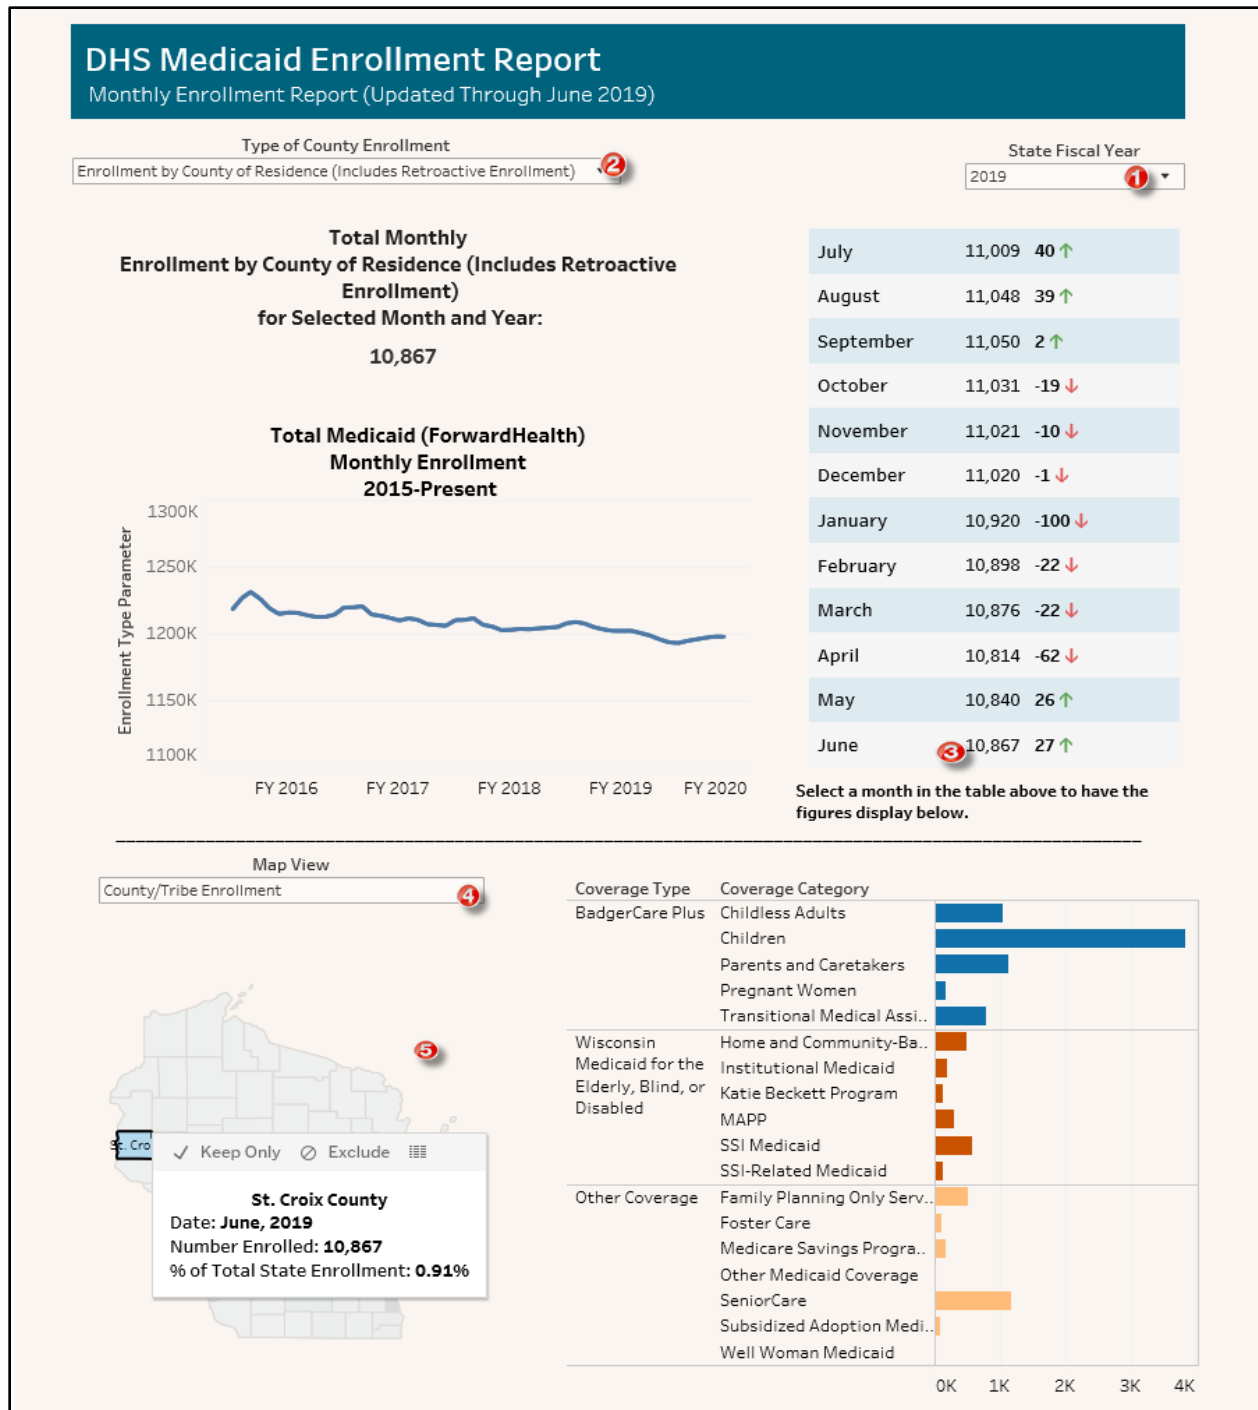 DHS Medicaid Enrollment Report
Monthly Enrollment Report (Updated Through June 2019)
Type of County Enrollment
Enrollment by County of Residence (Includes Retroactive Enrollment)
2
State Fiscal Year
2019
1
Total Monthly
Enrollment by County of Residence (Includes Retroactive
Enrollment)
for Selected Month and Year:
10,867
July 11,009 40 ↑
August 11,048 39 ↑
September 11,050 2 ↑
October 11,031 -19 ↓
November 11,021 -10 ↓
December 11,020 -1 ↓
January 10,920 -100 ↓
February 10,898 -22 ↓
March 10,876 -22 ↓
April 10,814 -62 ↓
May 10,840 26 ↑
June 3 10,867 27 ↑
Select a month in the table above to have the
figures display below.
Total Medicaid (ForwardHealth)
Monthly Enrollment
2015-Present
Enrollment Type Parameter
1300K
1250K
1200K
1150K
1100K
FY 2016 FY 2017 FY 2018 FY 2019 FY 2020
Map View
County/Tribe Enrollment
4
5
St. Cro
Keep Only Exclude
St. Croix County
Date: June, 2019
Number Enrolled: 10,867
% of Total State Enrollment: 0.91%
Coverage Type Coverage Category
BadgerCare Plus Childless Adults
Children
Parents and Caretakers
Pregnant Women
Transitional Medical Assi..
Wisconsin
Medicaid for the
Elderly, Blind, or
Disabled
Home and Community-Ba..
Institutional Medicaid
Katie Beckett Program
MAPP
SSI Medicaid
SSI-Related Medicaid
Other Coverage Family Planning Only Serv..
Foster Care
Medicare Savings Progra..
Other Medicaid Coverage
SeniorCare
Subsidized Adoption Medi..
Well Woman Medicaid
0K 1K 2K 3K 4K